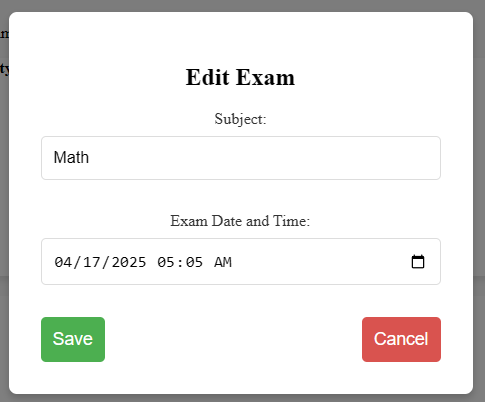 Edit Exam
Subject:
Math
Exam Date and Time:
04/17/2025 05:05 AM
Save
Cancel